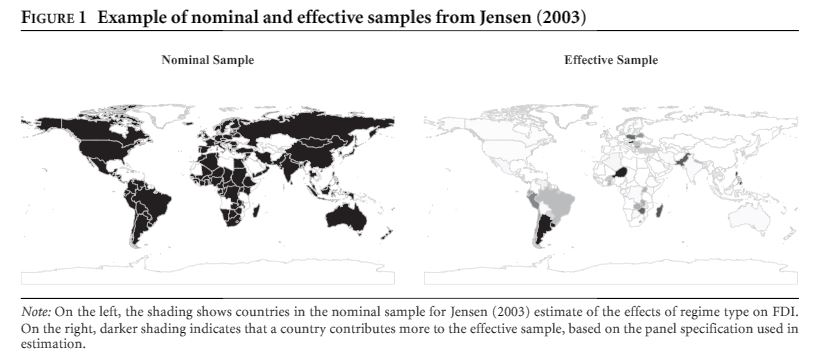 FIGURE 1 Example of nominal and effective samples from Jensen (2003)
Nominal Sample
Effective Sample
Note: On the left, the shading shows countries in the nominal sample for Jensen (2003) estimate of the effects of regime type on FDI.
On the right, darker shading indicates that a country contributes more to the effective sample, based on the panel specification used in
estimation.